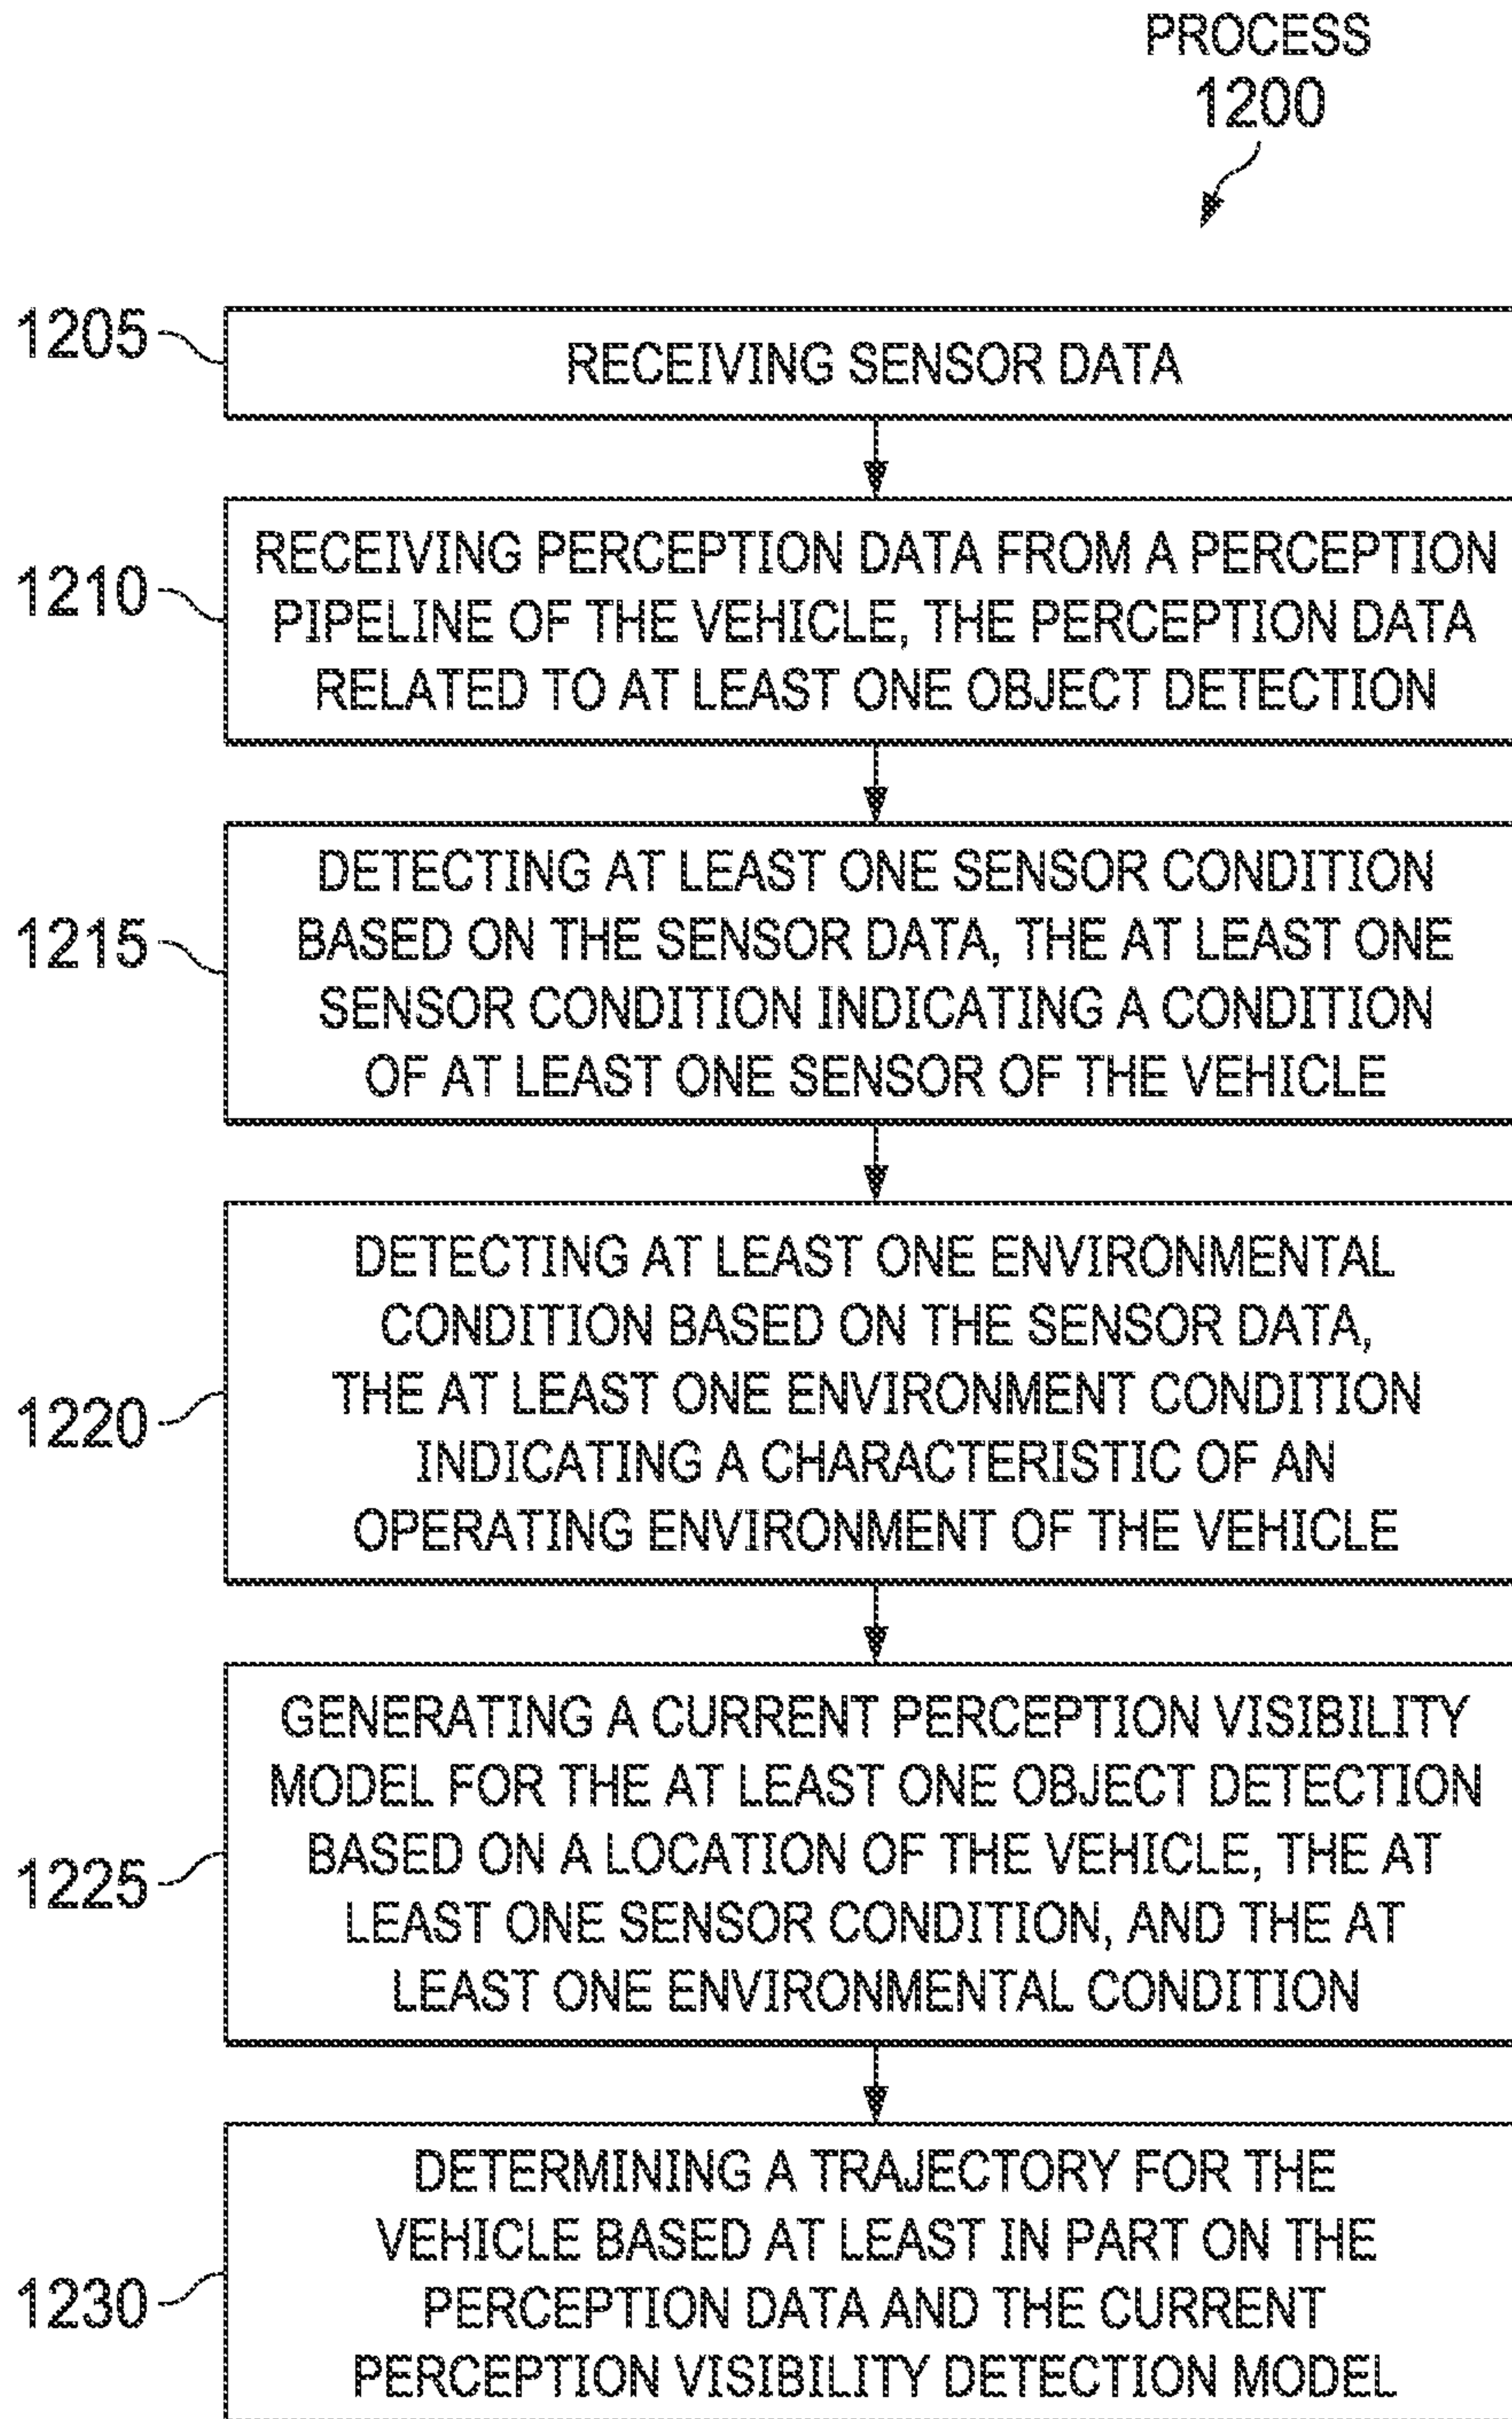 PROCESS
1200
1205
RECEIVING SENSOR DATA
1210
RECEIVING PERCEPTION DATA FROM A PERCEPTION
PIPELINE OF THE VEHICLE, THE PERCEPTION DATA
RELATED TO AT LEAST ONE OBJECT DETECTION
1215
DETECTING AT LEAST ONE SENSOR CONDITION
BASED ON THE SENSOR DATA, THE AT LEAST ONE
SENSOR CONDITION INDICATING A CONDITION
OF AT LEAST ONE SENSOR OF THE VEHICLE
1220
DETECTING AT LEAST ONE ENVIRONMENTAL
CONDITION BASED ON THE SENSOR DATA,
THE AT LEAST ONE ENVIRONMENT CONDITION
INDICATING A CHARACTERISTIC OF AN
OPERATING ENVIRONMENT OF THE VEHICLE
1225
GENERATING A CURRENT PERCEPTION VISIBILITY
MODEL FOR THE AT LEAST ONE OBJECT DETECTION
BASED ON A LOCATION OF THE VEHICLE, THE AT
LEAST ONE SENSOR CONDITION, AND THE AT
LEAST ONE ENVIRONMENTAL CONDITION
1230
DETERMINING A TRAJECTORY FOR THE
VEHICLE BASED AT LEAST IN PART ON THE
PERCEPTION DATA AND THE CURRENT
PERCEPTION VISIBILITY DETECTION MODEL